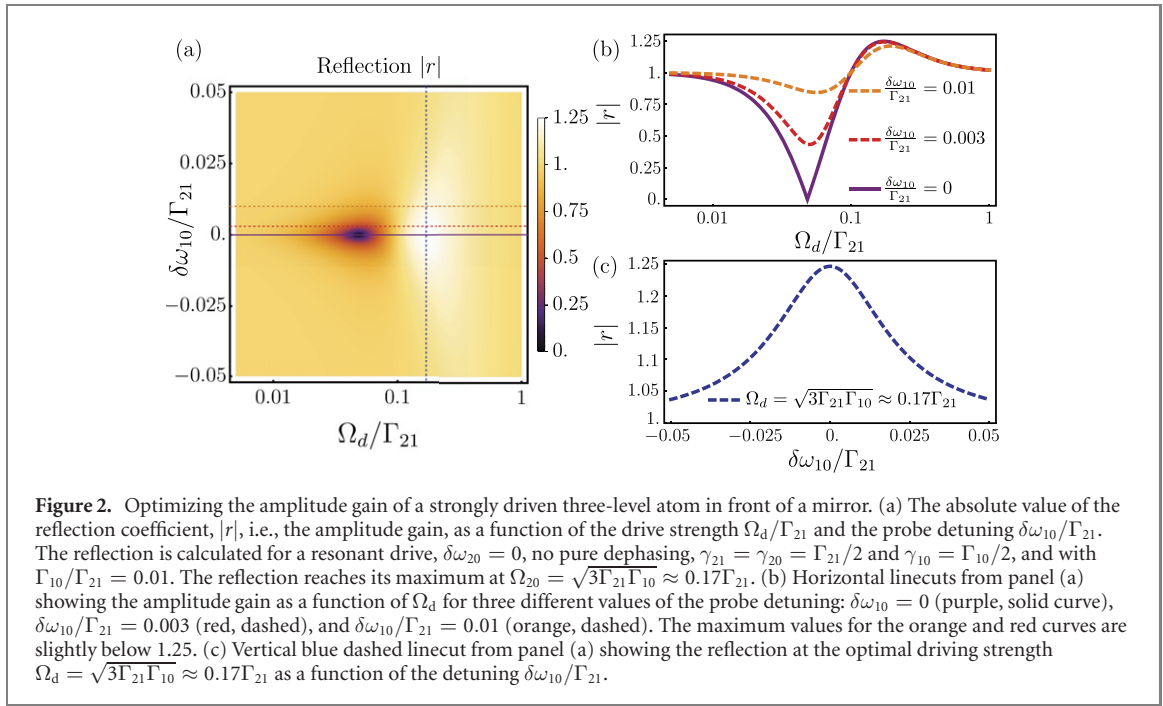 (a)
Reflection |r|
0.05
0.025
0.
−0.025
−0.05
δω₁₀/Γ₂₁
0.01
0.1
1
Ω_d/Γ₂₁
1.25
1.
0.75
0.5
0.25
0.
(b)
1.25
1.
0.75
0.5
0.25
0.
|r|
δω₁₀/Γ₂₁ = 0.01
δω₁₀/Γ₂₁ = 0.003
δω₁₀/Γ₂₁ = 0
0.01
0.1
1
Ω_d/Γ₂₁
(c)
1.25
1.2
1.15
1.1
1.05
1.
|r|
Ω_d = √(3Γ₂₁Γ₁₀) ≈ 0.17Γ₂₁
−0.05
−0.025
0.
0.025
0.05
δω₁₀/Γ₂₁
Figure 2. Optimizing the amplitude gain of a strongly driven three-level atom in front of a mirror. (a) The absolute value of the
reflection coefficient, |r|, i.e., the amplitude gain, as a function of the drive strength Ω_d/Γ₂₁ and the probe detuning δω₁₀/Γ₂₁.
The reflection is calculated for a resonant drive, δω₂₀ = 0, no pure dephasing, γ₂₁ = γ₂₀ = Γ₂₁/2 and γ₁₀ = Γ₁₀/2, and with
Γ₁₀/Γ₂₁ = 0.01. The reflection reaches its maximum at Ω₂₀ = √(3Γ₂₁Γ₁₀) ≈ 0.17Γ₂₁. (b) Horizontal linecuts from panel (a)
showing the amplitude gain as a function of Ω_d for three different values of the probe detuning: δω₁₀ = 0 (purple, solid curve),
δω₁₀/Γ₂₁ = 0.003 (red, dashed), and δω₁₀/Γ₂₁ = 0.01 (orange, dashed). The maximum values for the orange and red curves are
slightly below 1.25. (c) Vertical blue dashed linecut from panel (a) showing the reflection at the optimal driving strength
Ω_d = √(3Γ₂₁Γ₁₀) ≈ 0.17Γ₂₁ as a function of the detuning δω₁₀/Γ₂₁.